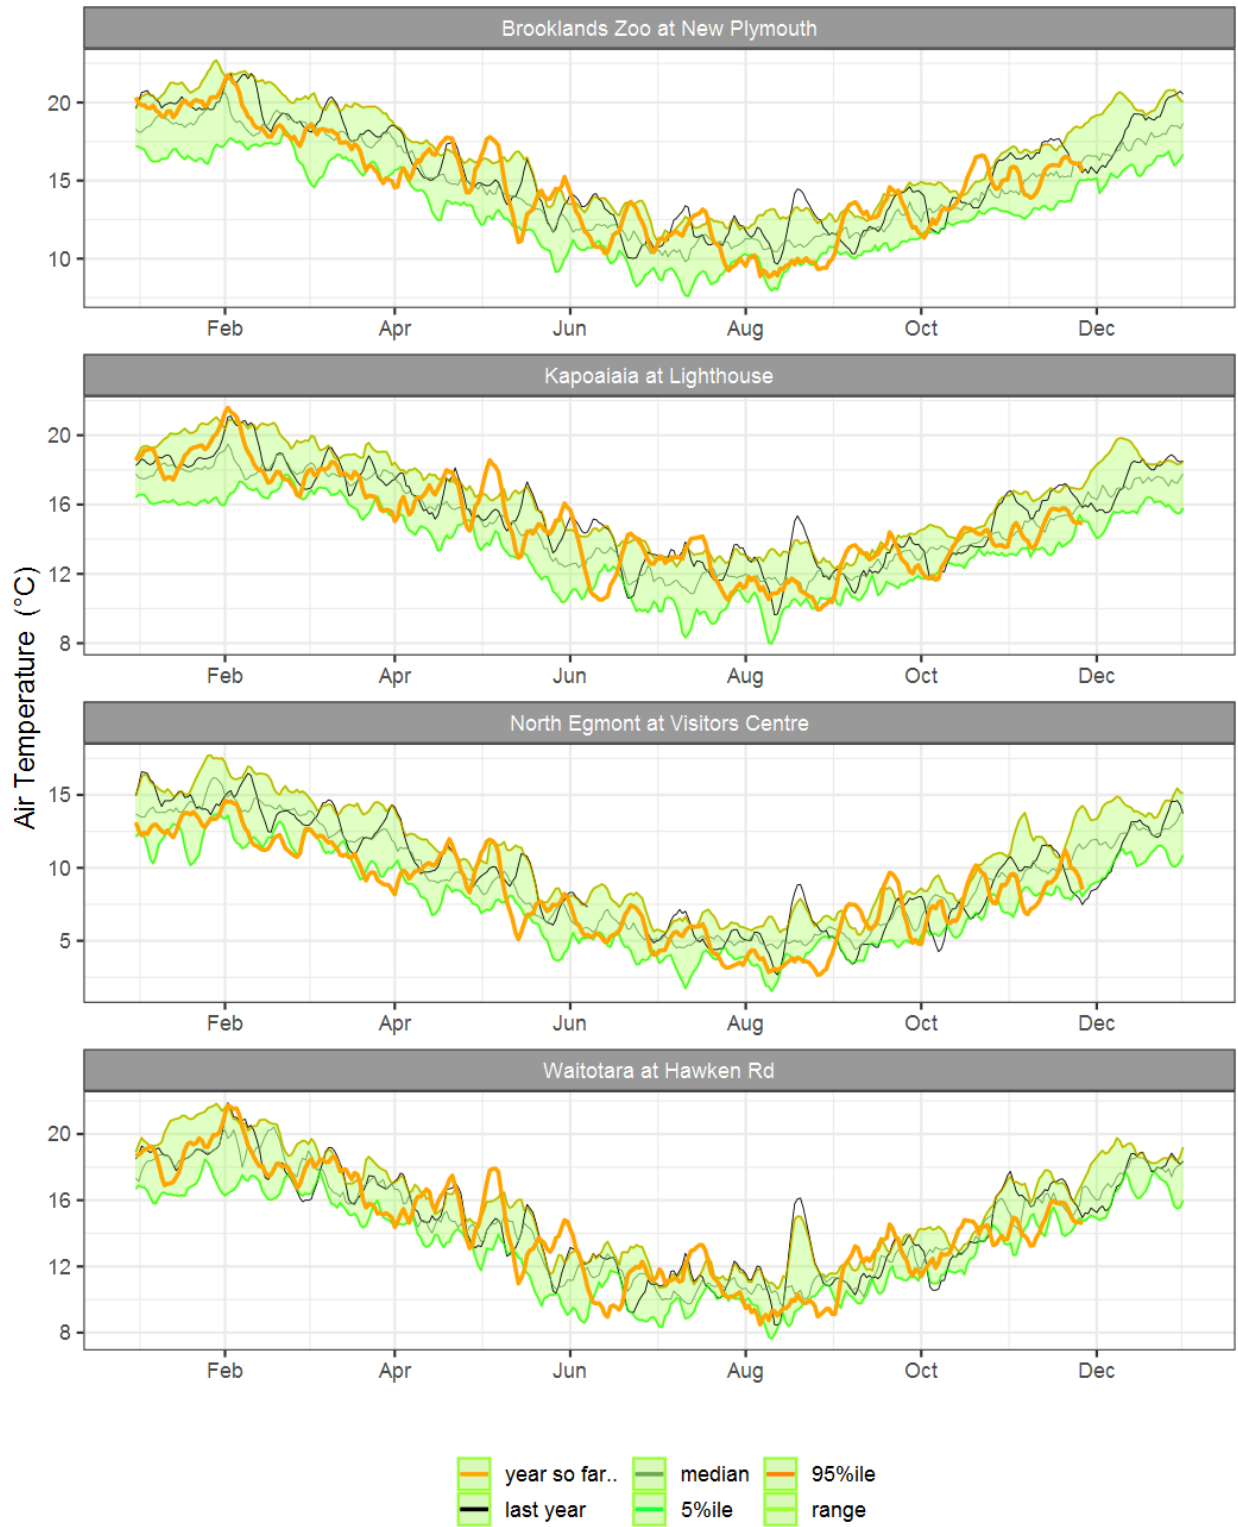 Brooklands Zoo at New Plymouth
20
15
10
Feb Apr Jun Aug Oct Dec
Kapoaiaia at Lighthouse
20
16
12
8
Feb Apr Jun Aug Oct Dec
Air Temperature (°C)
North Egmont at Visitors Centre
15
10
5
Feb Apr Jun Aug Oct Dec
Waitotara at Hawken Rd
20
16
12
8
Feb Apr Jun Aug Oct Dec
year so far.. median 95%ile
last year 5%ile range